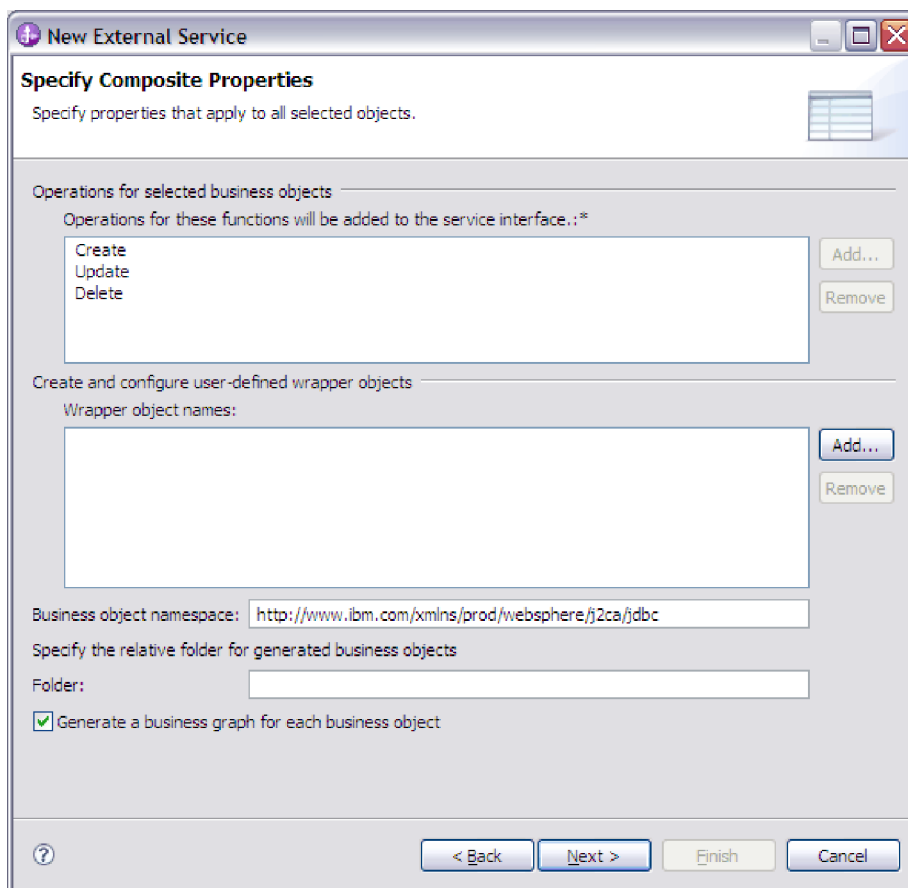 New External Service
Specify Composite Properties
Specify properties that apply to all selected objects.
Operations for selected business objects
Operations for these functions will be added to the service interface.:*
Create
Update
Delete
Add...
Remove
Create and configure user-defined wrapper objects
Wrapper object names:
Add...
Remove
Business object namespace: http://www.ibm.com/xmlns/prod/websphere/j2ca/jdbc
Specify the relative folder for generated business objects
Folder:
Generate a business graph for each business object
? < Back Next > Finish Cancel